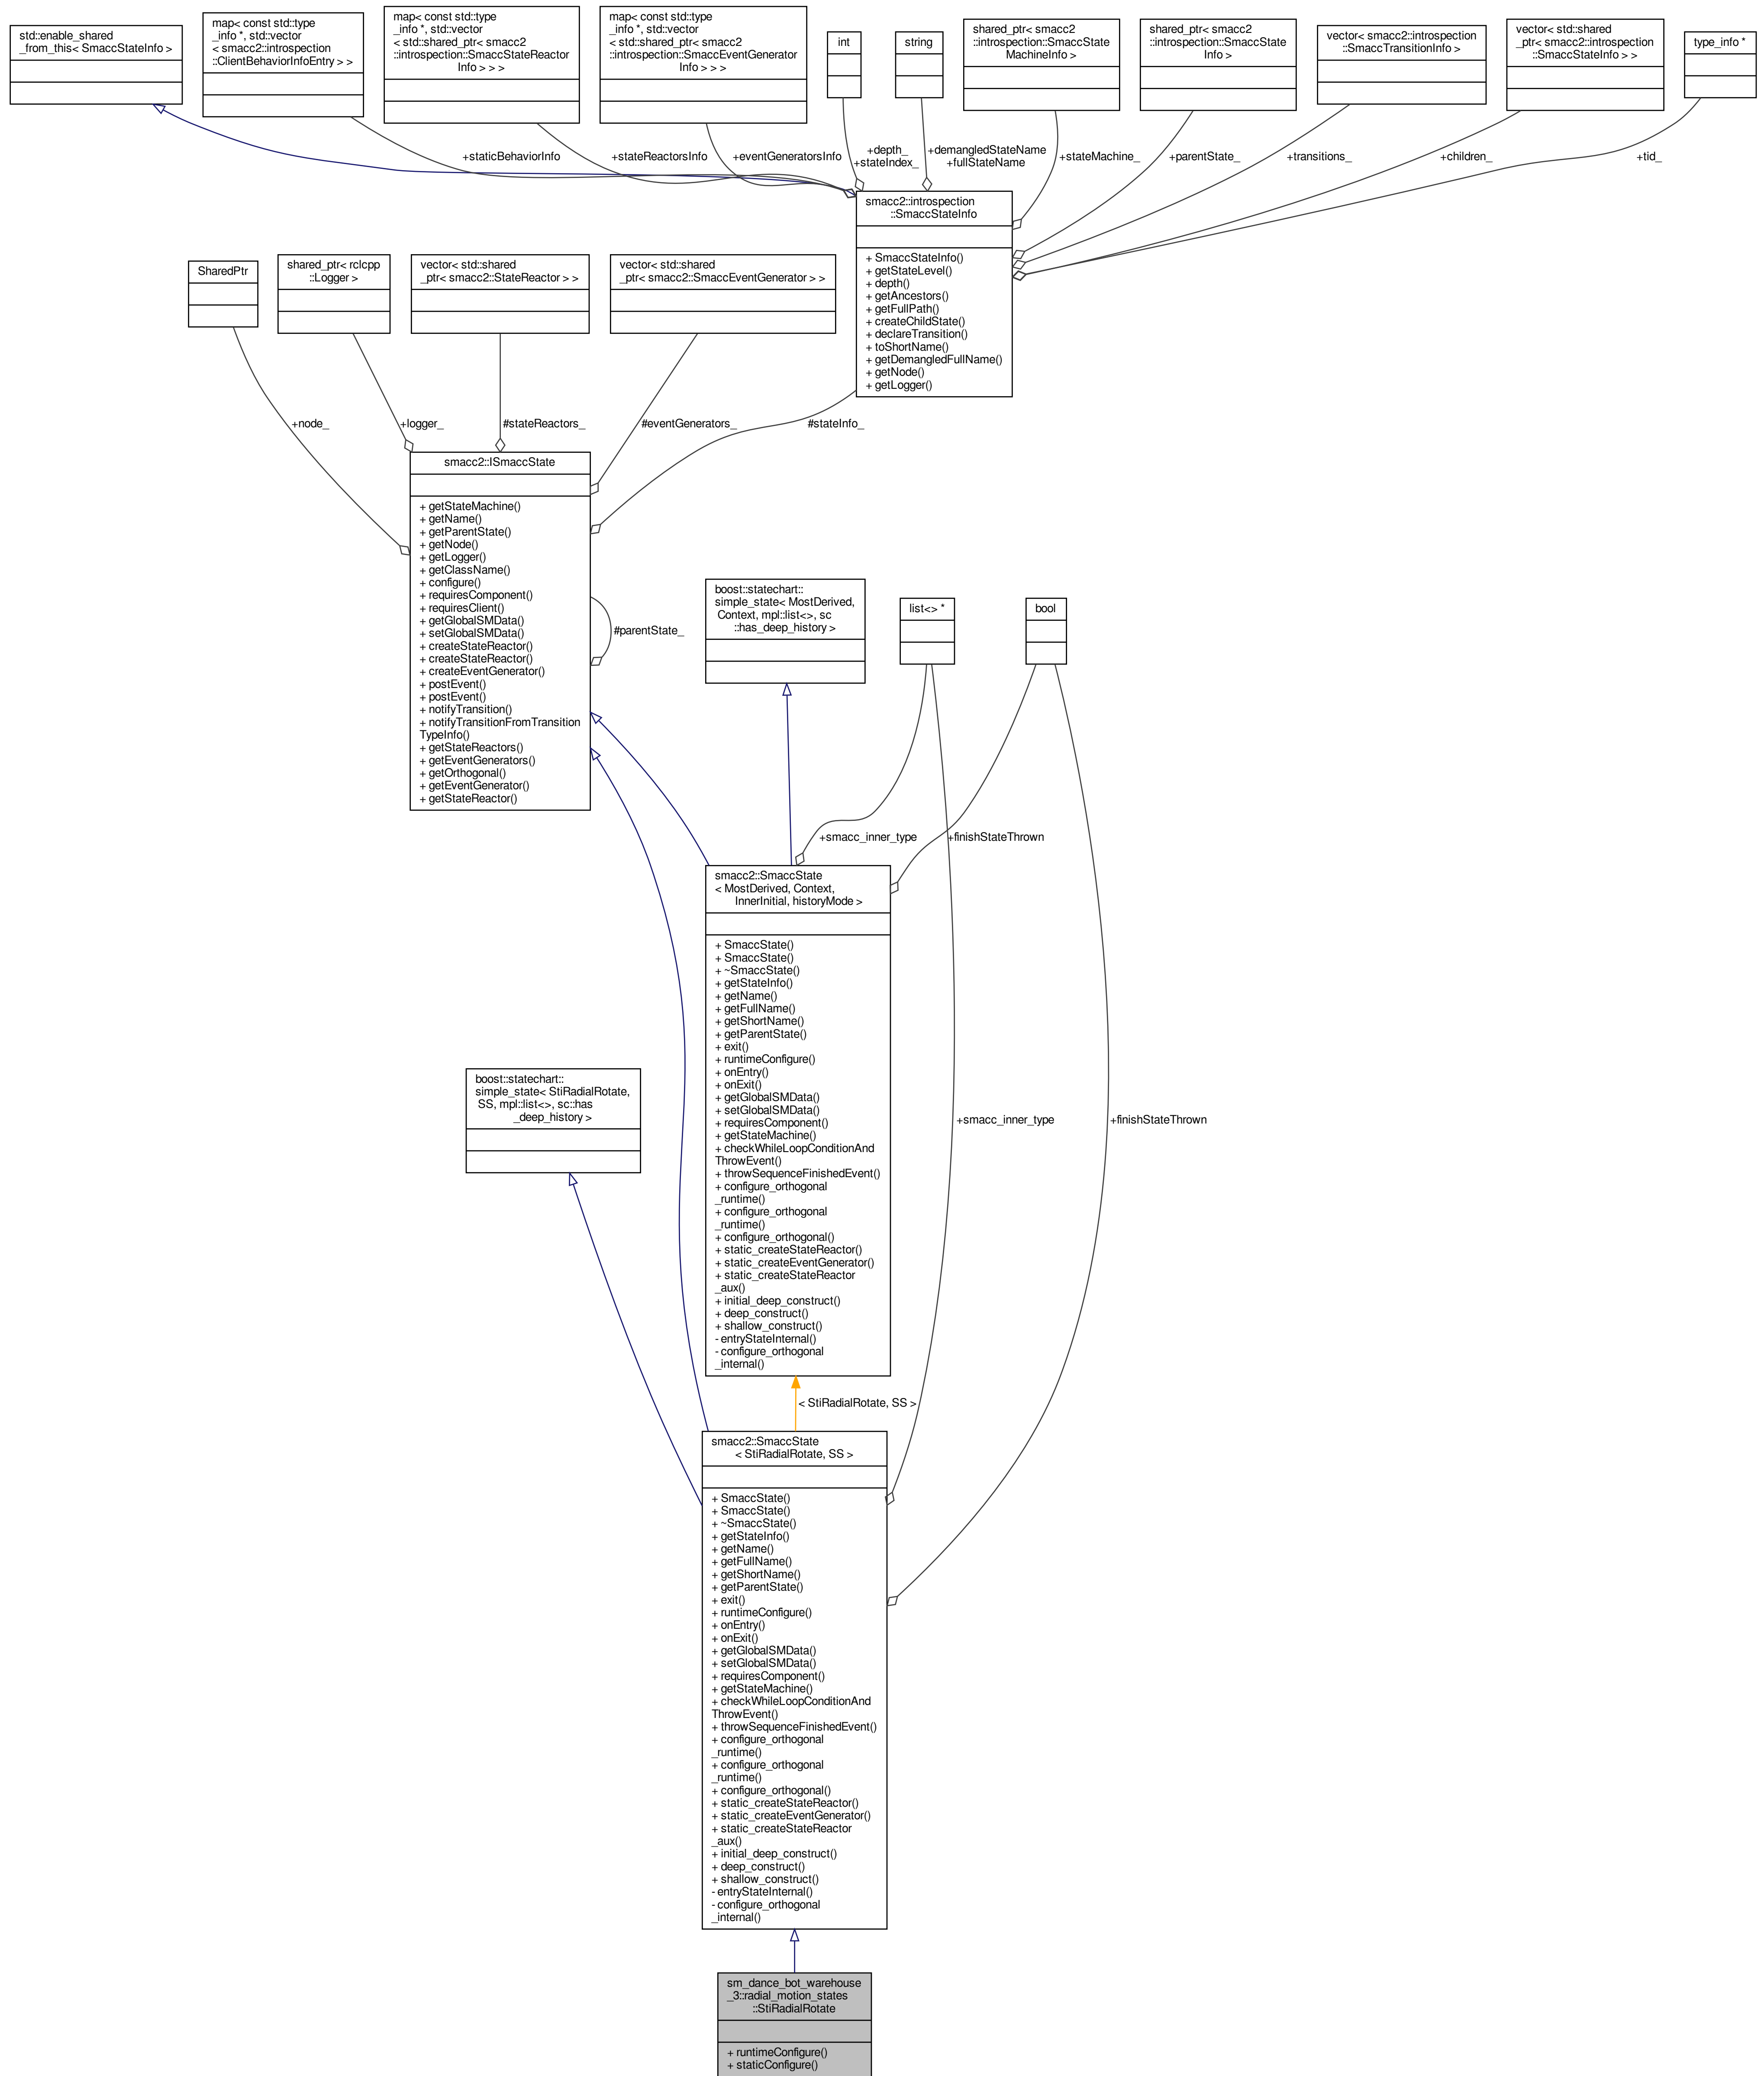 std::enable_shared
_from_this< SmaccStateInfo >
map< const std::type
_info *, std::vector
< smacc2::introspection
::ClientBehaviorInfoEntry > >
map< const std::type
_info *, std::vector
< std::shared_ptr< smacc2
::introspection::SmaccStateReactor
Info > > >
map< const std::type
_info *, std::vector
< std::shared_ptr< smacc2
::introspection::SmaccEventGenerator
Info > > >
int
string
shared_ptr< smacc2
::introspection::SmaccState
MachineInfo >
shared_ptr< smacc2
::introspection::SmaccState
Info >
vector< smacc2::introspection
::SmaccTransitionInfo >
vector< std::shared
_ptr< smacc2::introspection
::SmaccStateInfo > >
type_info *
+staticBehaviorInfo
+stateReactorsInfo
+eventGeneratorsInfo
+depth_
+stateIndex_
+demangledStateName
+fullStateName
+stateMachine_
+parentState_
+transitions_
+children_
+tid_
smacc2::introspection
::SmaccStateInfo
+ SmaccStateInfo()
+ getStateLevel()
+ depth()
+ getAncestors()
+ getFullPath()
+ createChildState()
+ declareTransition()
+ toShortName()
+ getDemangledFullName()
+ getNode()
+ getLogger()
SharedPtr
shared_ptr< rclcpp
::Logger >
vector< std::shared
_ptr< smacc2::StateReactor > >
vector< std::shared
_ptr< smacc2::SmaccEventGenerator > >
+node_
+logger_
#stateReactors_
#eventGenerators_
#stateInfo_
smacc2::ISmaccState
+ getStateMachine()
+ getName()
+ getParentState()
+ getNode()
+ getLogger()
+ getClassName()
+ configure()
+ requiresComponent()
+ requiresClient()
+ getGlobalSMData()
+ setGlobalSMData()
+ createStateReactor()
+ createStateReactor()
+ createEventGenerator()
+ postEvent()
+ postEvent()
+ notifyTransition()
+ notifyTransitionFromTransition
TypeInfo()
+ getStateReactors()
+ getEventGenerators()
+ getOrthogonal()
+ getEventGenerator()
+ getStateReactor()
#parentState_
boost::statechart::
simple_state< MostDerived,
Context, mpl::list<>, sc
::has_deep_history >
list<> *
bool
+smacc_inner_type
+finishStateThrown
smacc2::SmaccState
< MostDerived, Context,
InnerInitial, historyMode >
+ SmaccState()
+ SmaccState()
+ ~SmaccState()
+ getStateInfo()
+ getName()
+ getFullName()
+ getShortName()
+ getParentState()
+ exit()
+ runtimeConfigure()
+ onEntry()
+ onExit()
+ getGlobalSMData()
+ setGlobalSMData()
+ requiresComponent()
+ getStateMachine()
+ checkWhileLoopConditionAnd
ThrowEvent()
+ throwSequenceFinishedEvent()
+ configure_orthogonal
_runtime()
+ configure_orthogonal
_runtime()
+ configure_orthogonal()
+ static_createStateReactor()
+ static_createEventGenerator()
+ static_createStateReactor
_aux()
+ initial_deep_construct()
+ deep_construct()
+ shallow_construct()
- entryStateInternal()
- configure_orthogonal
_internal()
boost::statechart::
simple_state< StiRadialRotate,
SS, mpl::list<>, sc::has
_deep_history >
+smacc_inner_type
+finishStateThrown
< StiRadialRotate, SS >
smacc2::SmaccState
< StiRadialRotate, SS >
+ SmaccState()
+ SmaccState()
+ ~SmaccState()
+ getStateInfo()
+ getName()
+ getFullName()
+ getShortName()
+ getParentState()
+ exit()
+ runtimeConfigure()
+ onEntry()
+ onExit()
+ getGlobalSMData()
+ setGlobalSMData()
+ requiresComponent()
+ getStateMachine()
+ checkWhileLoopConditionAnd
ThrowEvent()
+ throwSequenceFinishedEvent()
+ configure_orthogonal
_runtime()
+ configure_orthogonal
_runtime()
+ configure_orthogonal()
+ static_createStateReactor()
+ static_createEventGenerator()
+ static_createStateReactor
_aux()
+ initial_deep_construct()
+ deep_construct()
+ shallow_construct()
- entryStateInternal()
- configure_orthogonal
_internal()
sm_dance_bot_warehouse
_3::radial_motion_states
::StiRadialRotate
+ runtimeConfigure()
+ staticConfigure()